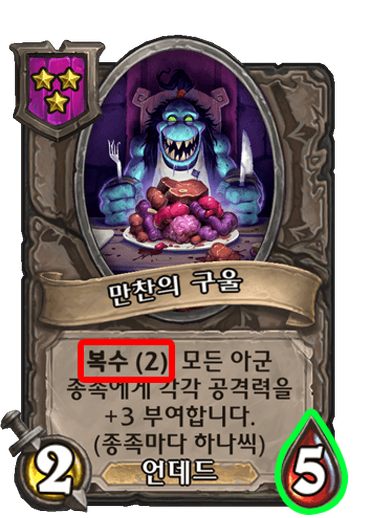 만찬의 구울
복수 (2) 모든 아군
종족에게 각각 공격력을
+3 부여합니다.
(종족마다 하나씩)
2
언데드
5